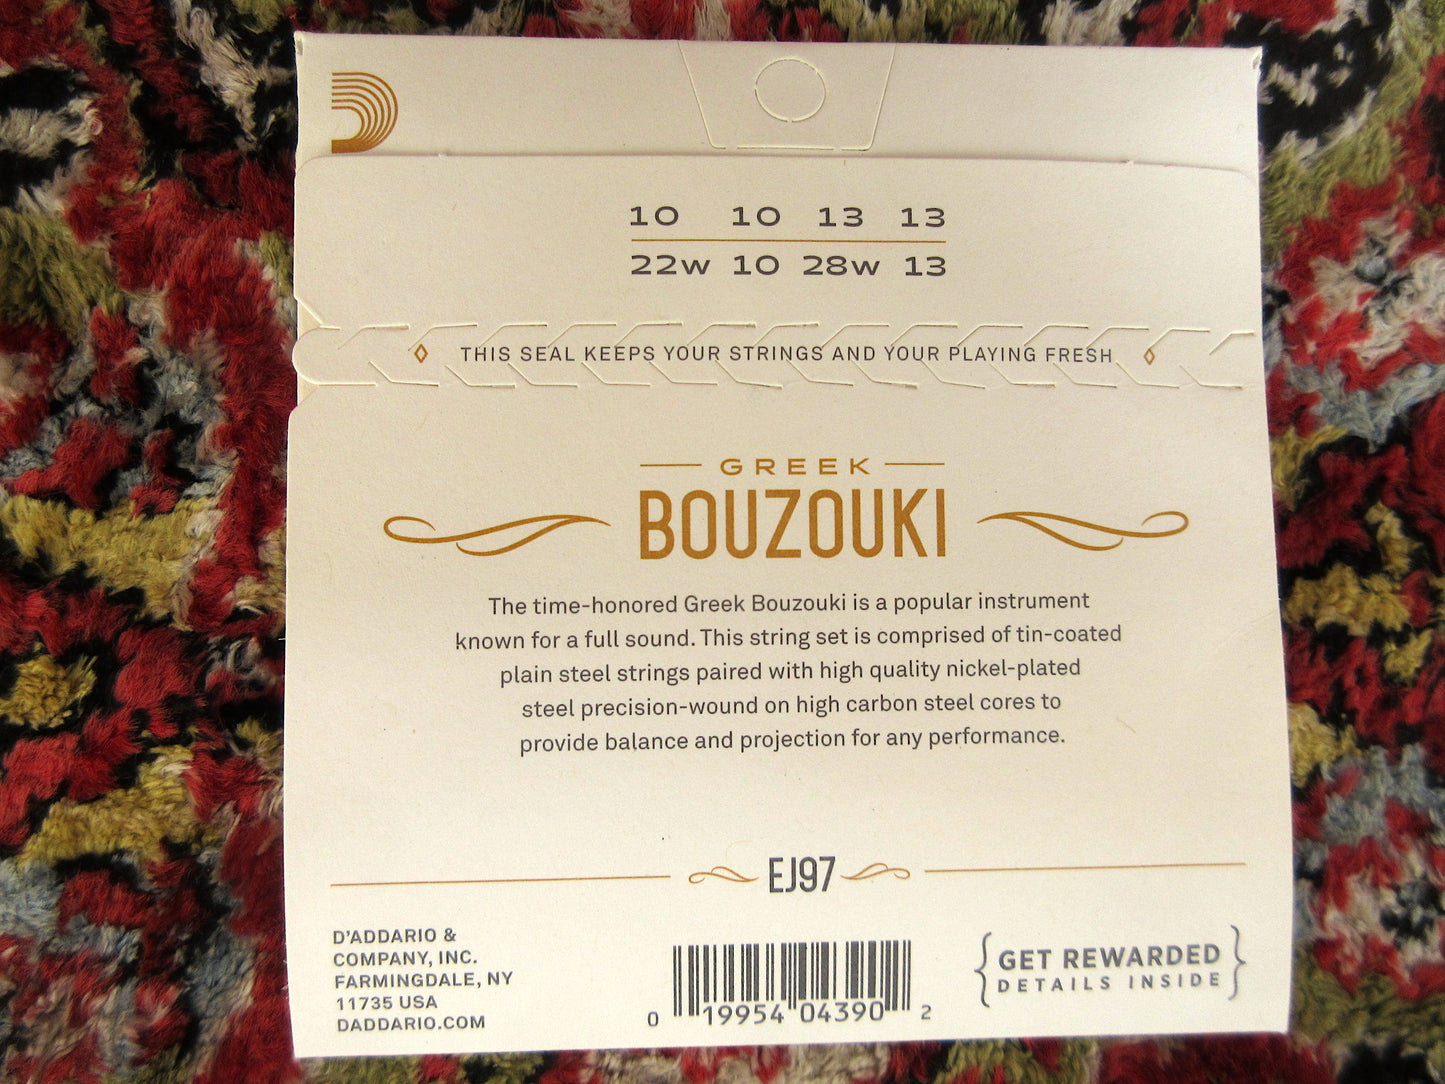 10 10 13 13
22w 10 28w 13
THIS SEAL KEEPS YOUR STRINGS AND YOUR PLAYING FRESH
GREEK
BOUZOUKI
The time-honored Greek Bouzouki is a popular instrument
known for a full sound. This string set is comprised of tin-coated
plain steel strings paired with high quality nickel-plated
steel precision-wound on high carbon steel cores to
provide balance and projection for any performance.
EJ97
D'ADDARIO &
COMPANY, INC.
FARMINGDALE, NY
11735 USA
DADDARIO.COM
0 19954 04390 2
GET REWARDED
DETAILS INSIDE